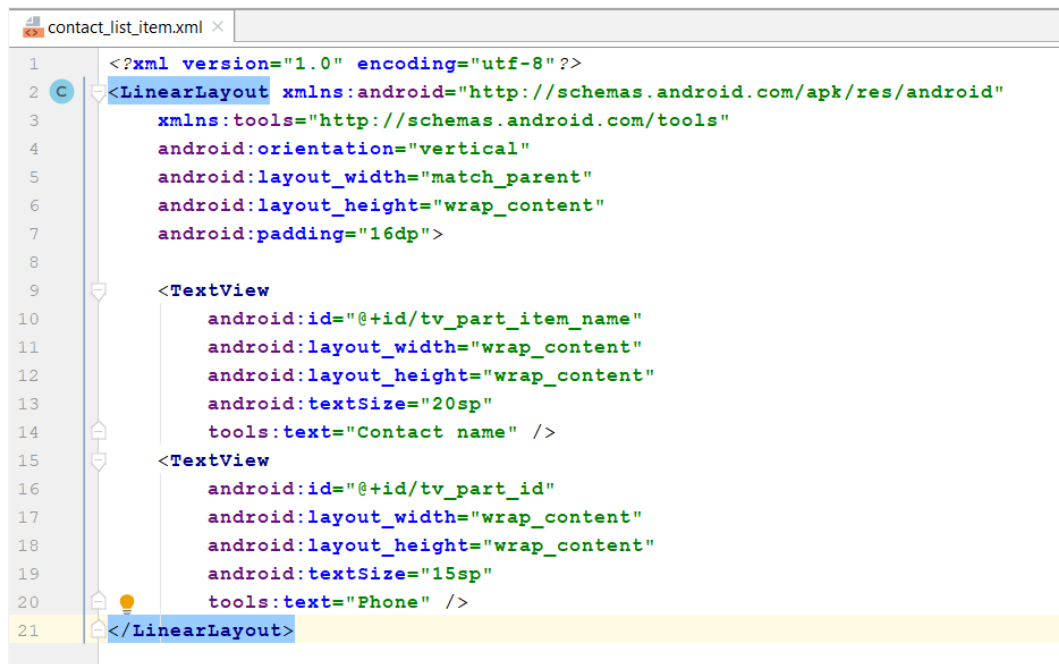 contact_list_item.xml
1 <?xml version="1.0" encoding="utf-8"?>
2 C <LinearLayout xmlns:android="http://schemas.android.com/apk/res/android"
3 xmlns:tools="http://schemas.android.com/tools"
4 android:orientation="vertical"
5 android:layout_width="match_parent"
6 android:layout_height="wrap_content"
7 android:padding="16dp">
8
9 <TextView
10 android:id="@+id/tv_part_item_name"
11 android:layout_width="wrap_content"
12 android:layout_height="wrap_content"
13 android:textSize="20sp"
14 tools:text="Contact name" />
15 <TextView
16 android:id="@+id/tv_part_id"
17 android:layout_width="wrap_content"
18 android:layout_height="wrap_content"
19 android:textSize="15sp"
20 tools:text="Phone" />
21 </LinearLayout>